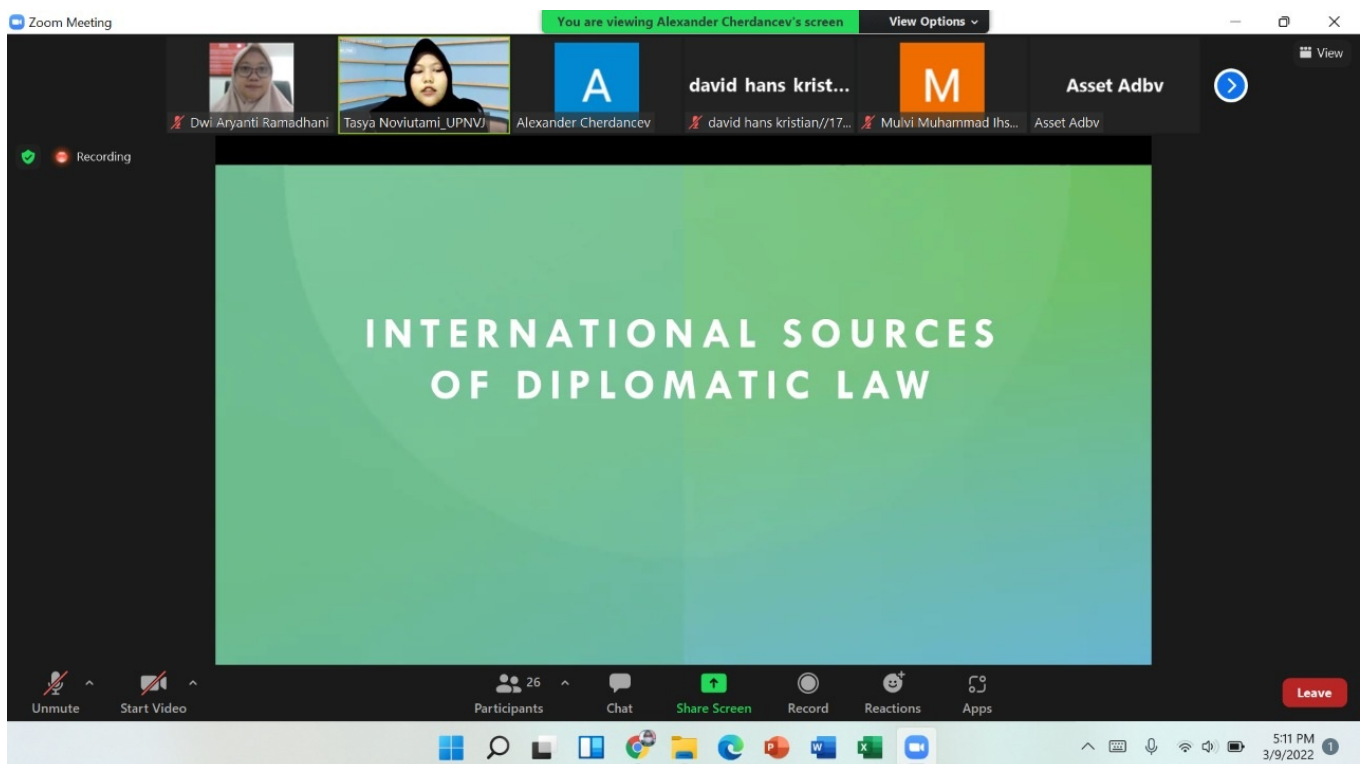 Zoom Meeting
You are viewing Alexander Cherdancev's screen
View Options
View
Dwi Aryanti Ramadhani
Tasya Noviutami_UPNVJ
A
Alexander Cherdancev
david hans krist...
david hans kristian//17...
M
Mulvi Muhammad Ihs...
Asset Adbv
Asset Adbv
Recording
INTERNATIONAL SOURCES
OF DIPLOMATIC LAW
Unmute
Start Video
26
Participants
Chat
Share Screen
Record
Reactions
Apps
Leave
5:11 PM
3/9/2022
1